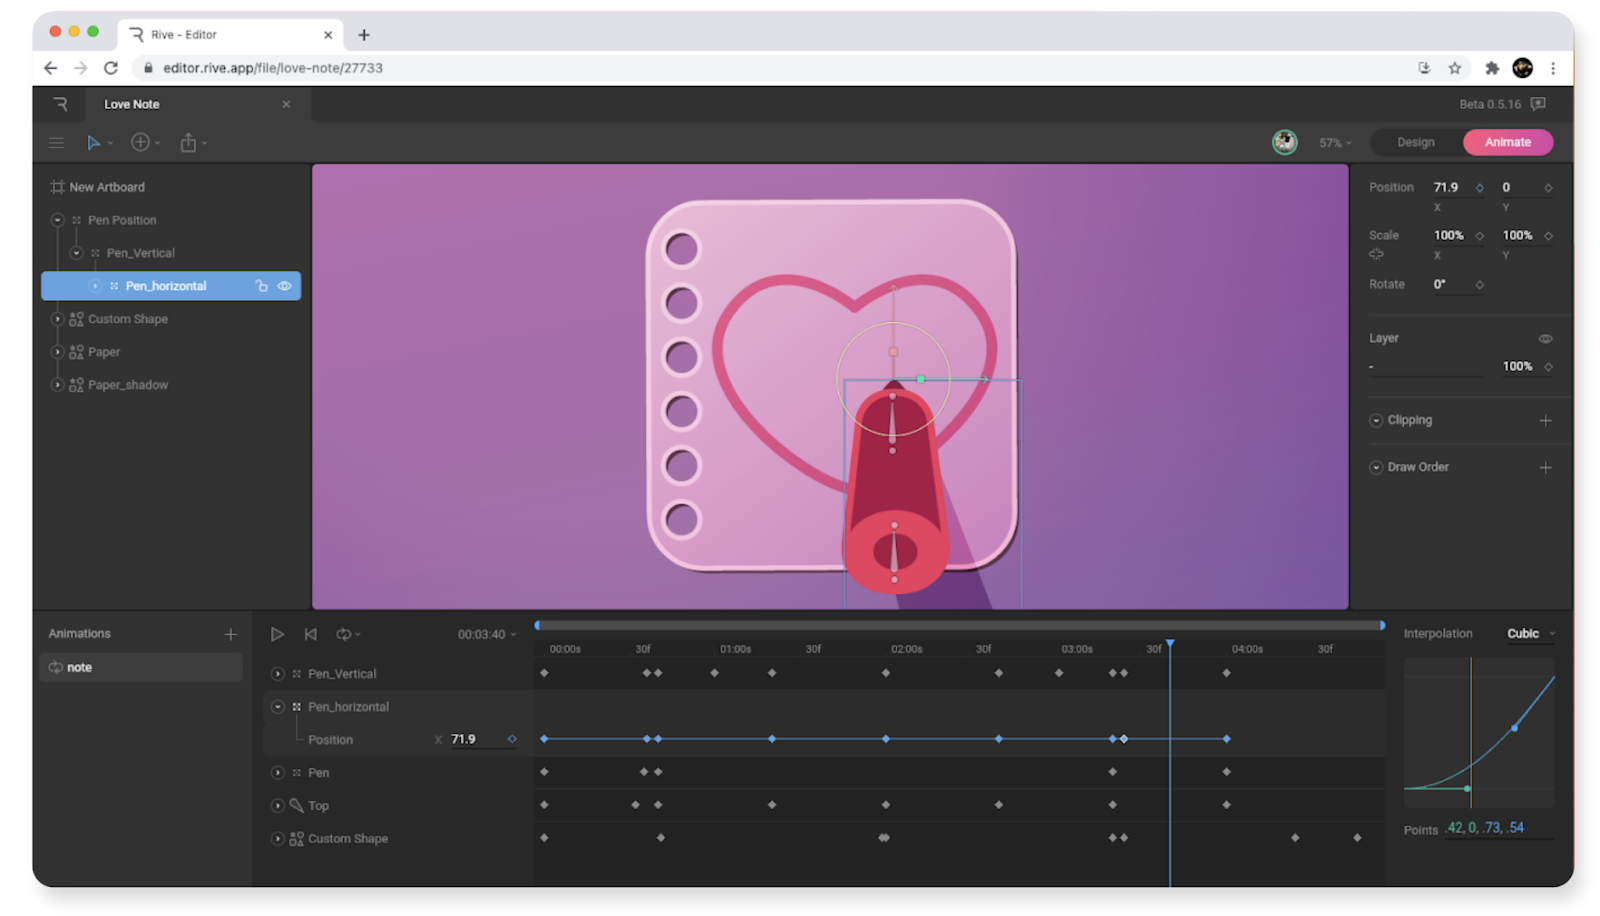 Rive - Editor
editor.rive.app/file/love-note/27733
Love Note
Beta 0.5.16
57%
Design
Animate
New Artboard
Pen Position
Pen_Vertical
Pen_horizontal
Custom Shape
Paper
Paper_shadow
Position 71.9 0
X Y
Scale 100% 100%
X Y
Rotate 0°
Layer
- 100%
Clipping
Draw Order
Animations
note
00:03:40
00:00s 30f 01:00s 30f 02:00s 30f 03:00s 30f 04:00s 30f
Pen_Vertical
Pen_horizontal
Position X 71.9
Pen
Top
Custom Shape
Interpolation Cubic
Points .42, 0, .73, .54